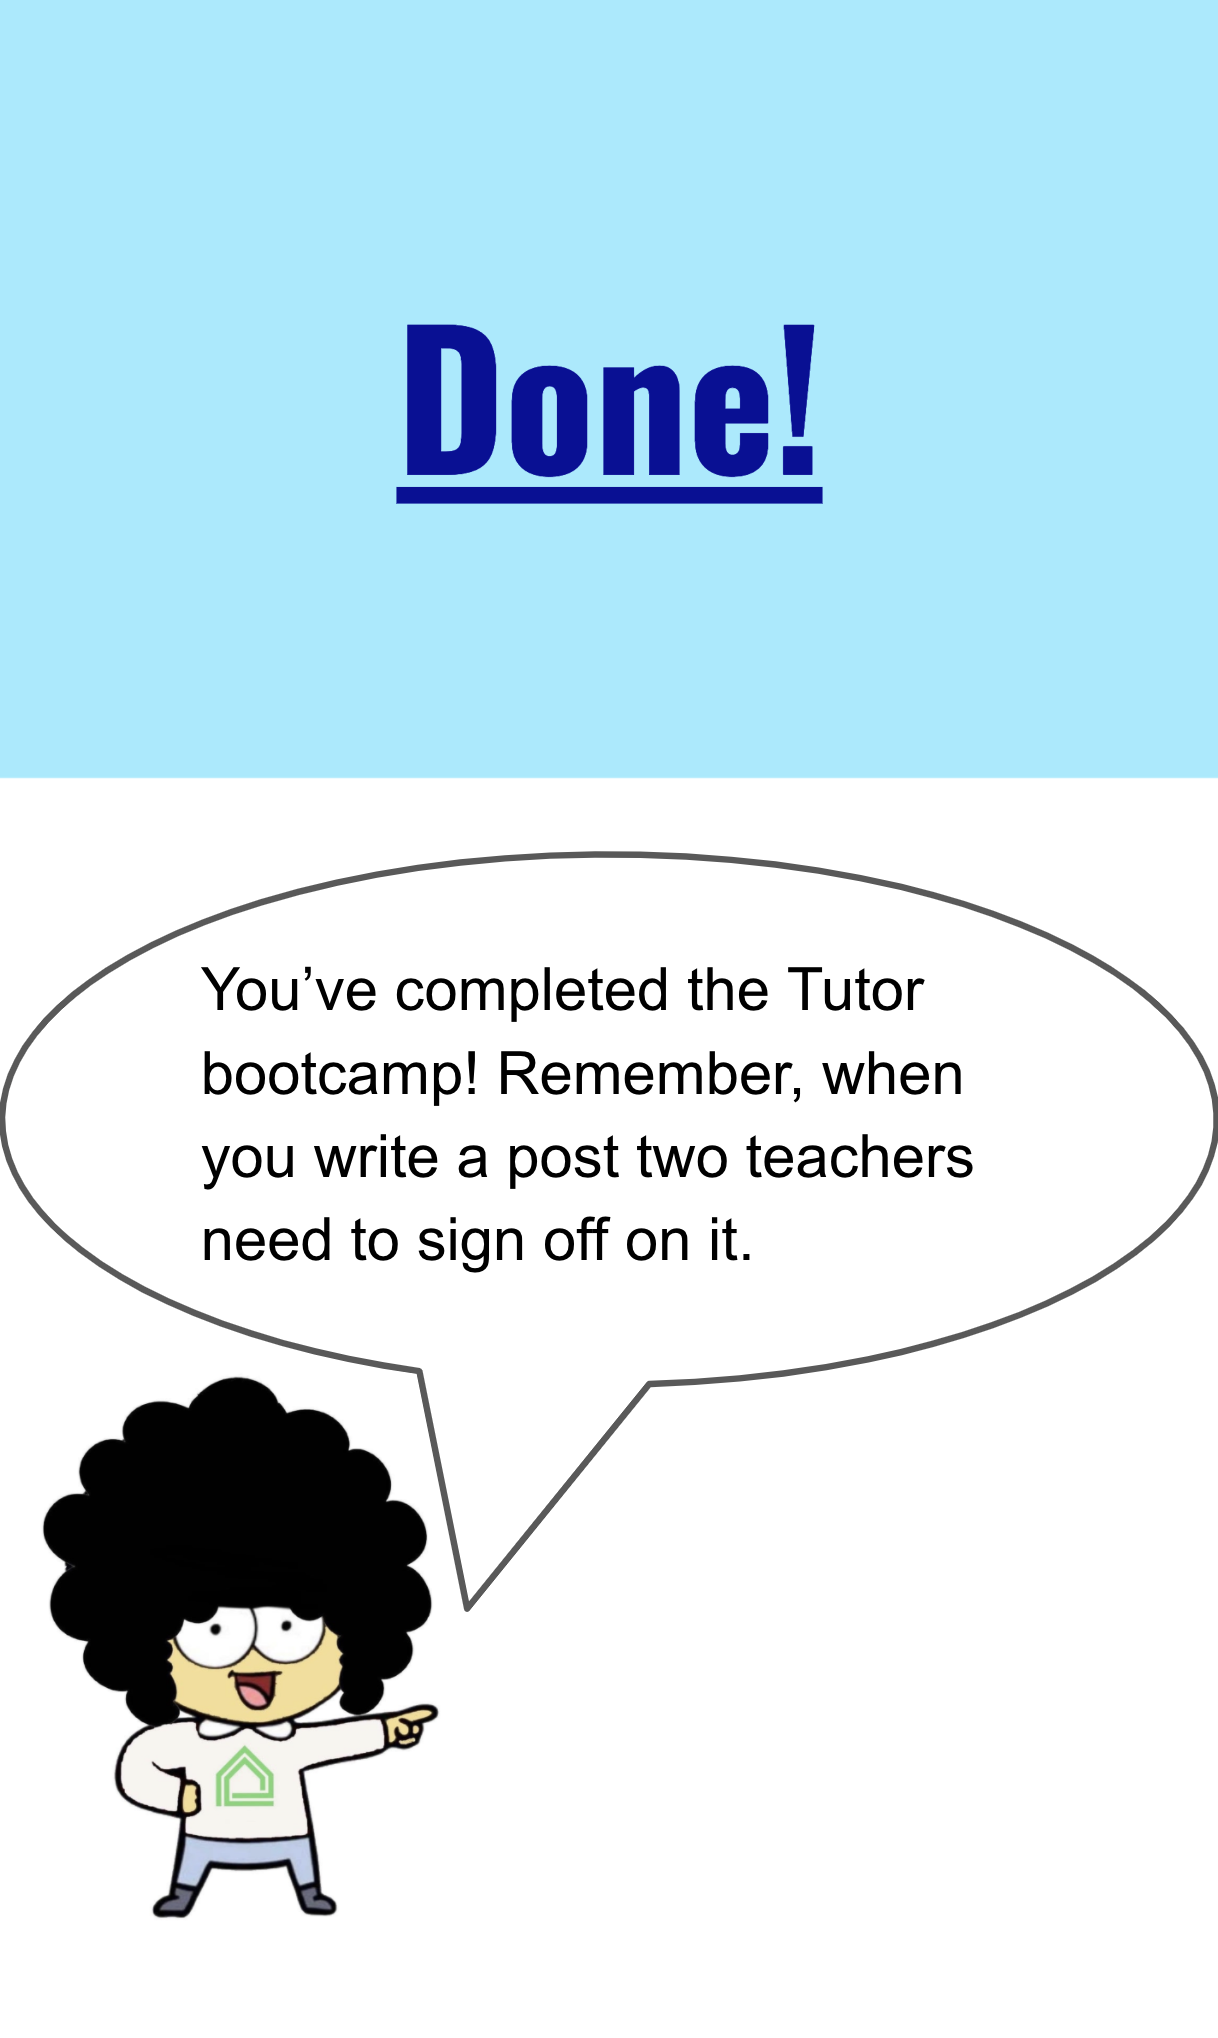 Done!
You’ve completed the Tutor
bootcamp! Remember, when
you write a post two teachers
need to sign off on it.